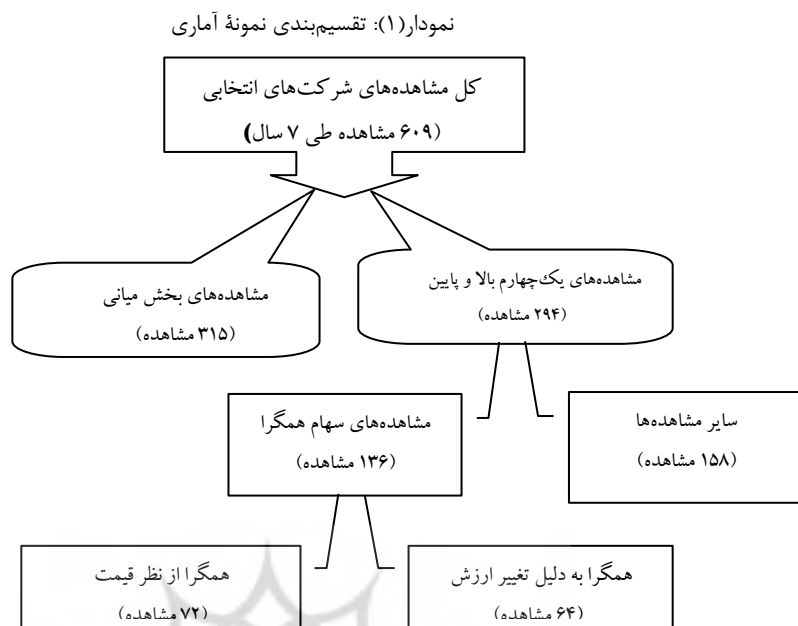 نمودار(۱): تقسیم‌بندی نمونهٔ آماری
کل مشاهده‌های شرکت‌های انتخابی
(۶۰۹ مشاهده طی ۷ سال)
مشاهده‌های یک‌چهارم بالا و پایین
(۲۹۴ مشاهده)
مشاهده‌های بخش میانی
(۳۱۵ مشاهده)
سایر مشاهده‌ها
(۱۵۸ مشاهده)
مشاهده‌های سهام همگرا
(۱۳۶ مشاهده)
همگرا به دلیل تغییر ارزش
(۶۴ مشاهده)
همگرا از نظر قیمت
(۷۲ مشاهده)